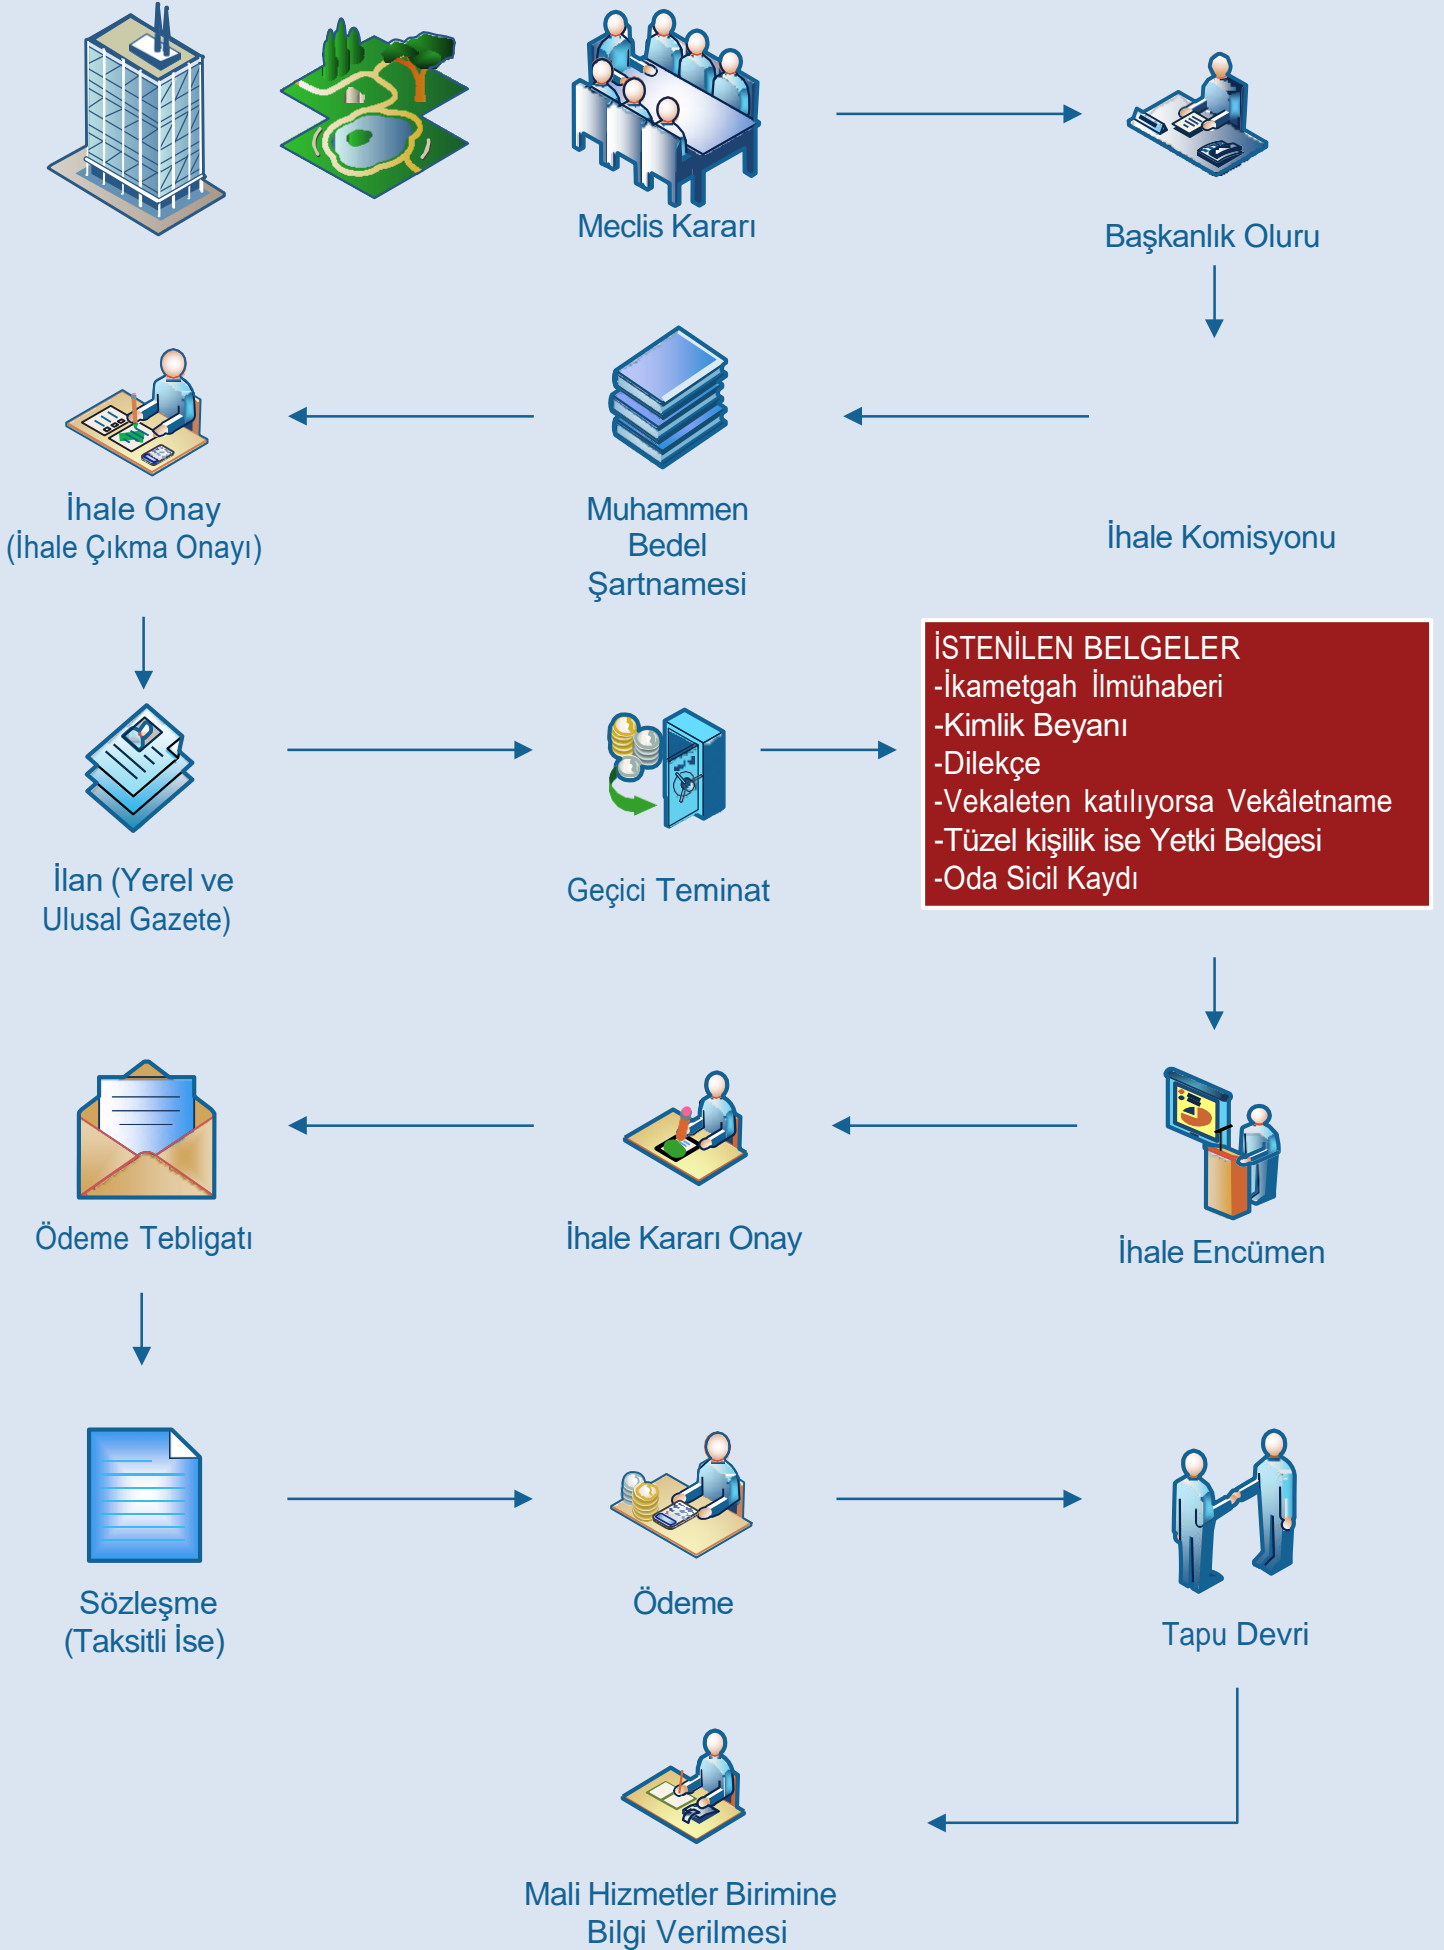 Meclis Kararı
Başkanlık Oluru
İhale Onay
(İhale Çıkma Onayı)
Muhammen
Bedel
Şartnamesi
İhale Komisyonu
İlan (Yerel ve
Ulusal Gazete)
Geçici Teminat
İSTENİLEN BELGELER
-İkametgah İlmühaberi
-Kimlik Beyanı
-Dilekçe
-Vekaleten katılıyorsa Vekâletname
-Tüzel kişilik ise Yetki Belgesi
-Oda Sicil Kaydı
Ödeme Tebligatı
İhale Kararı Onay
İhale Encümen
Sözleşme
(Taksitli İse)
Ödeme
Tapu Devri
Mali Hizmetler Birimine
Bilgi Verilmesi